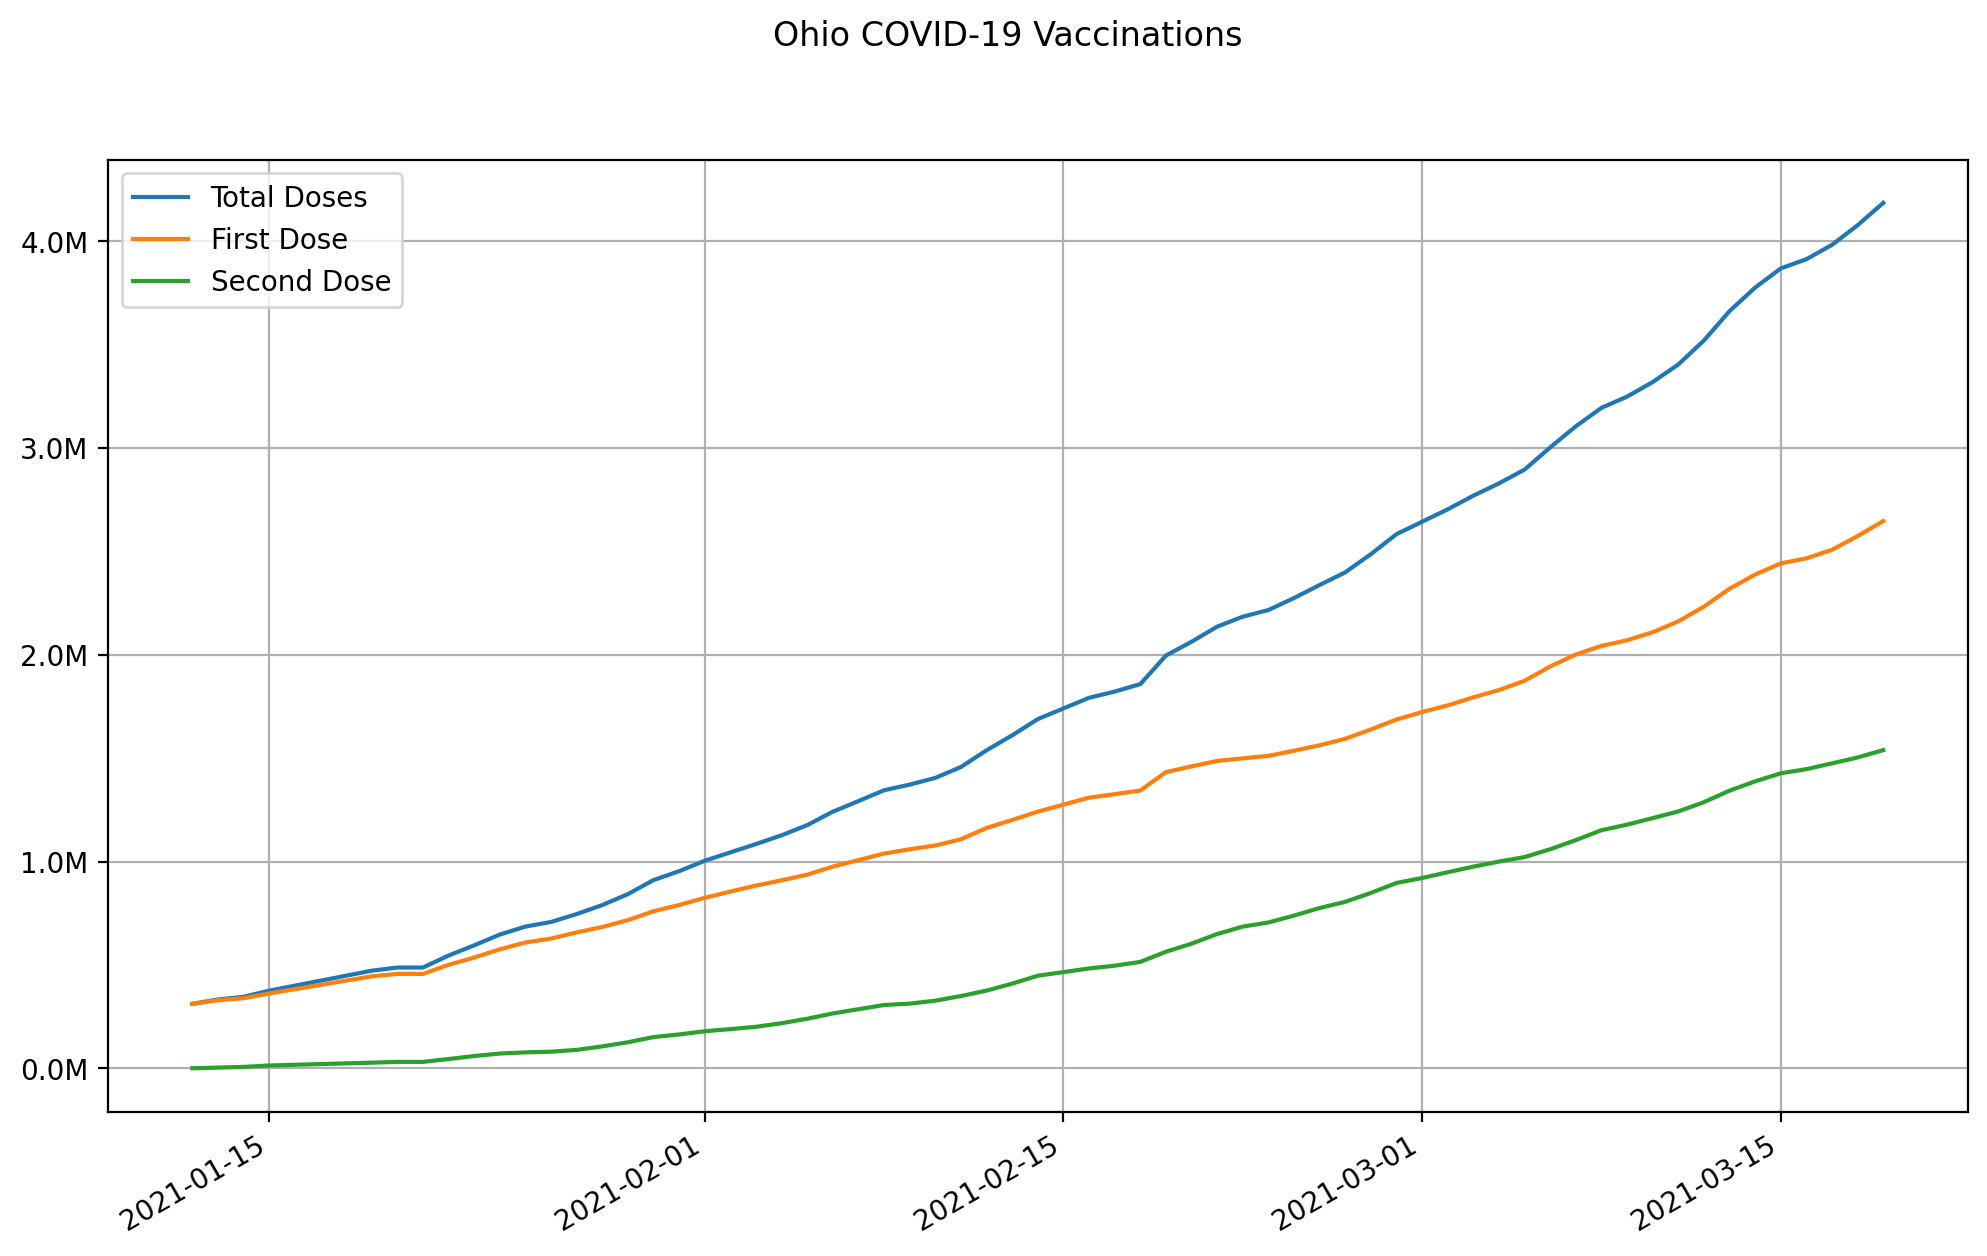 Ohio COVID-19 Vaccinations
Total Doses
First Dose
Second Dose
4.0M
3.0M
2.0M
1.0M
0.0M
2021-01-15
2021-02-01
2021-02-15
2021-03-01
2021-03-15